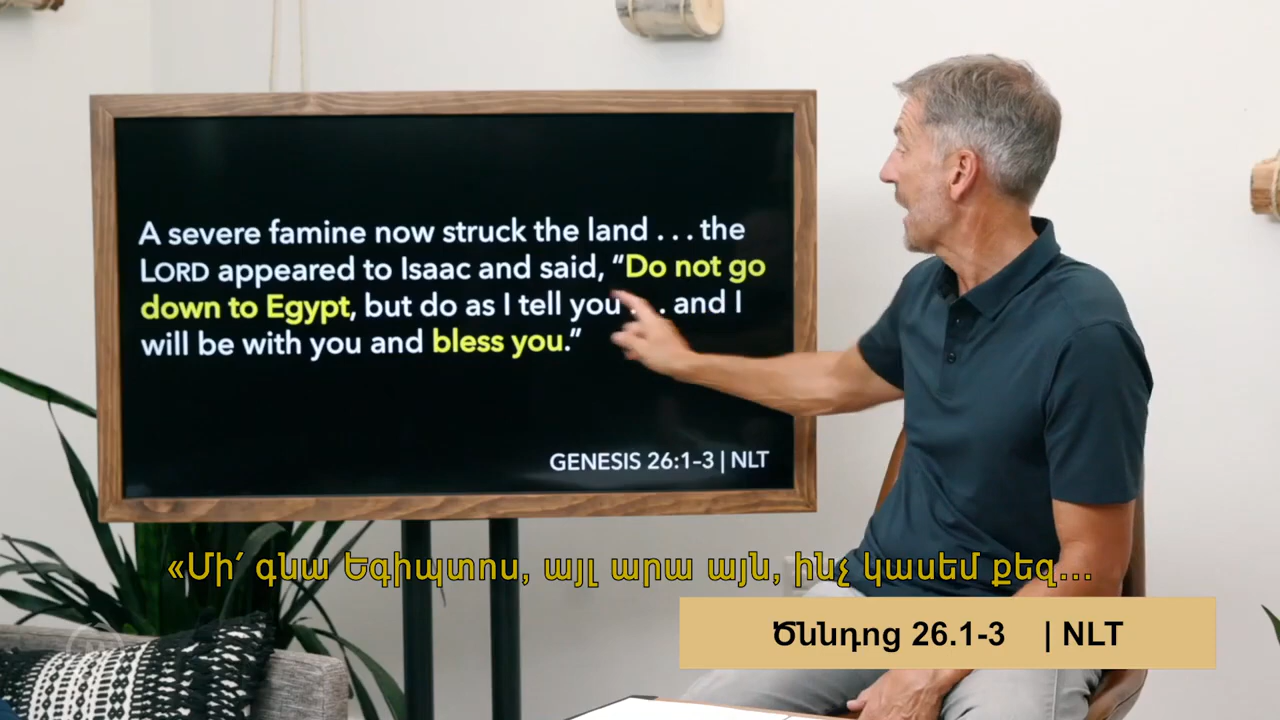 A severe famine now struck the land . . . the
LORD appeared to Isaac and said, “Do not go
down to Egypt, but do as I tell you . . . and I
will be with you and bless you.”
GENESIS 26:1–3 | NLT
«Մի՛ գնա Եգիպտոս, այլ արա այն, ինչ կասեմ քեզ...
Ծննդոց 26.1-3 | NLT